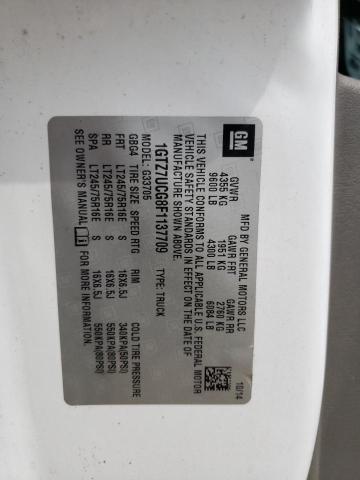 GM
MFD BY GENERAL MOTORS LLC
10/14
GVWR GAWR FRT GAWR RR
4355 KG 1951 KG 2760 KG
9600 LB 4300 LB 6084 LB
THIS VEHICLE CONFORMS TO ALL APPLICABLE U.S. FEDERAL MOTOR
VEHICLE SAFETY STANDARDS IN EFFECT ON THE DATE OF
MANUFACTURE SHOWN ABOVE.
1GTZ7UCG8F1137709 TYPE: TRUCK
G33705
GBG4 TIRE SIZE SPEED RTG RIM COLD TIRE PRESSURE
FRT LT245/75R16E S 16X6.5J 340KPA(50PSI)
RR LT245/75R16E S 16X6.5J 550KPA(80PSI)
SPA LT245/75R16E S 16X6.5J 550KPA(80PSI)
SEE OWNER'S MANUAL